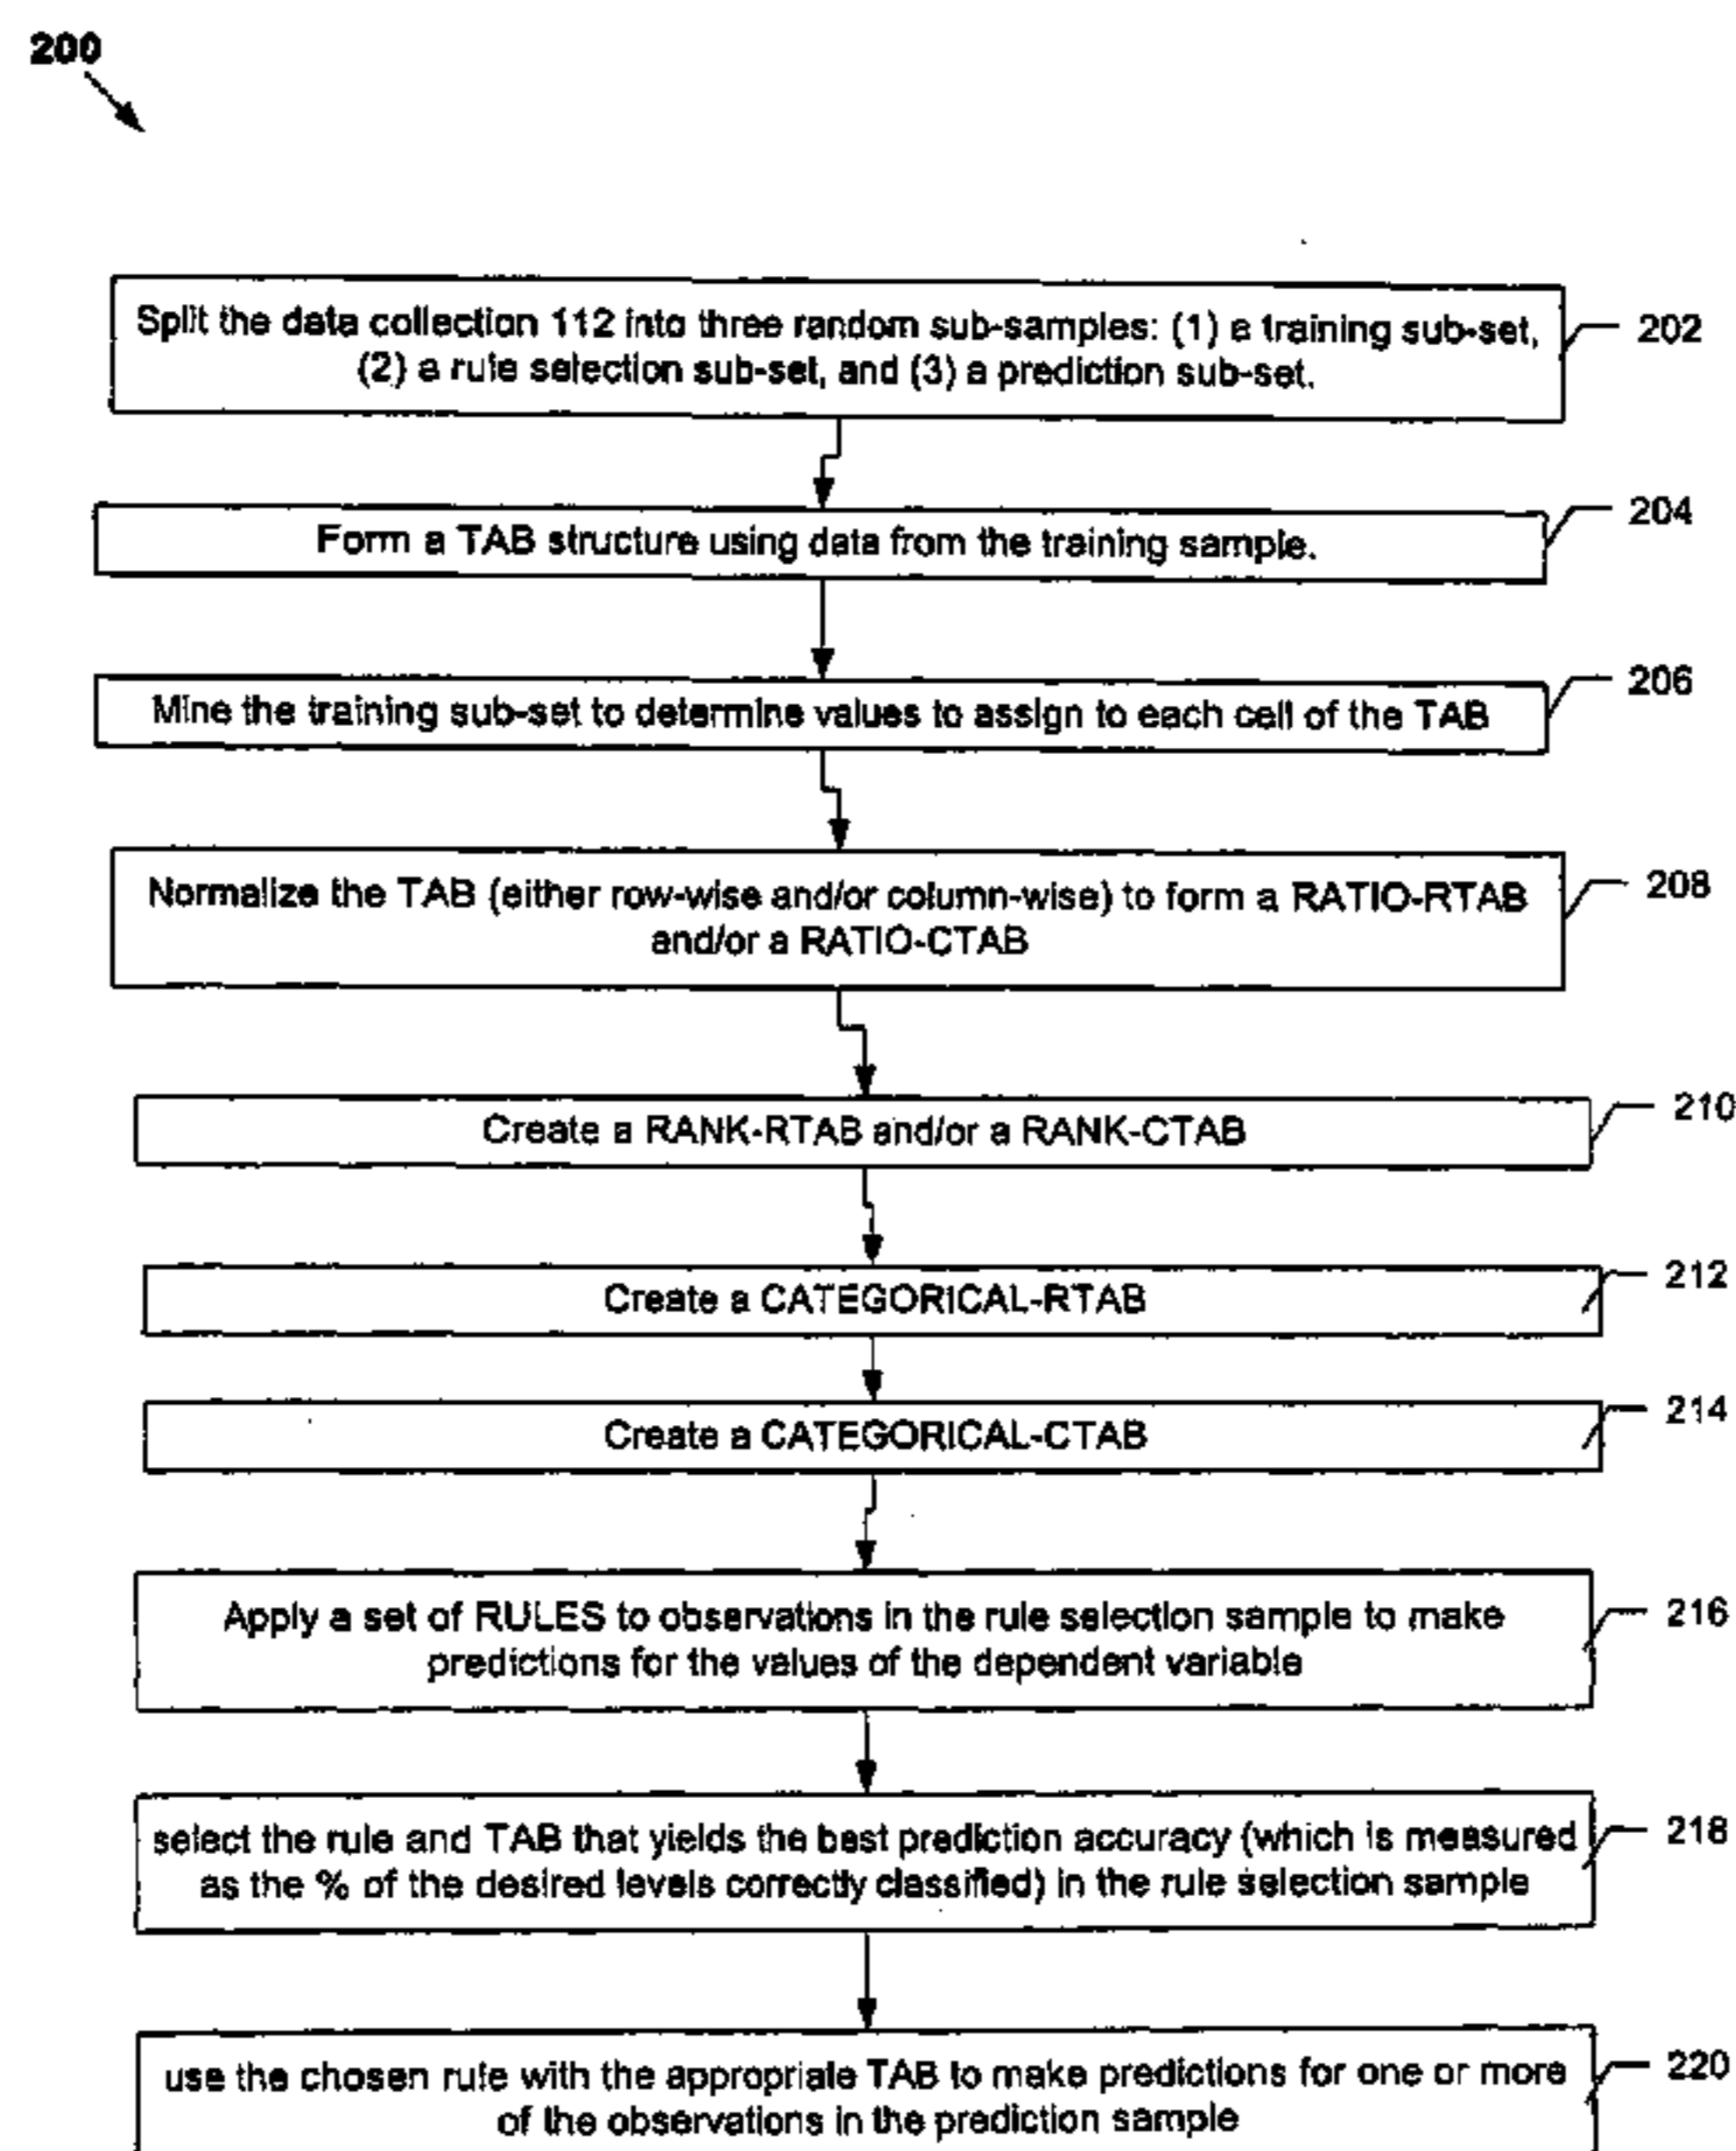 200
Split the data collection 112 into three random sub-samples: (1) a training sub-set,
(2) a rule selection sub-set, and (3) a prediction sub-set.
202
Form a TAB structure using data from the training sample.
204
Mine the training sub-set to determine values to assign to each cell of the TAB
206
Normalize the TAB (either row-wise and/or column-wise) to form a RATIO-RTAB
and/or a RATIO-CTAB
208
Create a RANK-RTAB and/or a RANK-CTAB
210
Create a CATEGORICAL-RTAB
212
Create a CATEGORICAL-CTAB
214
Apply a set of RULES to observations in the rule selection sample to make
predictions for the values of the dependent variable
216
select the rule and TAB that yields the best prediction accuracy (which is measured
as the % of the desired levels correctly classified) in the rule selection sample
218
use the chosen rule with the appropriate TAB to make predictions for one or more
of the observations in the prediction sample
220